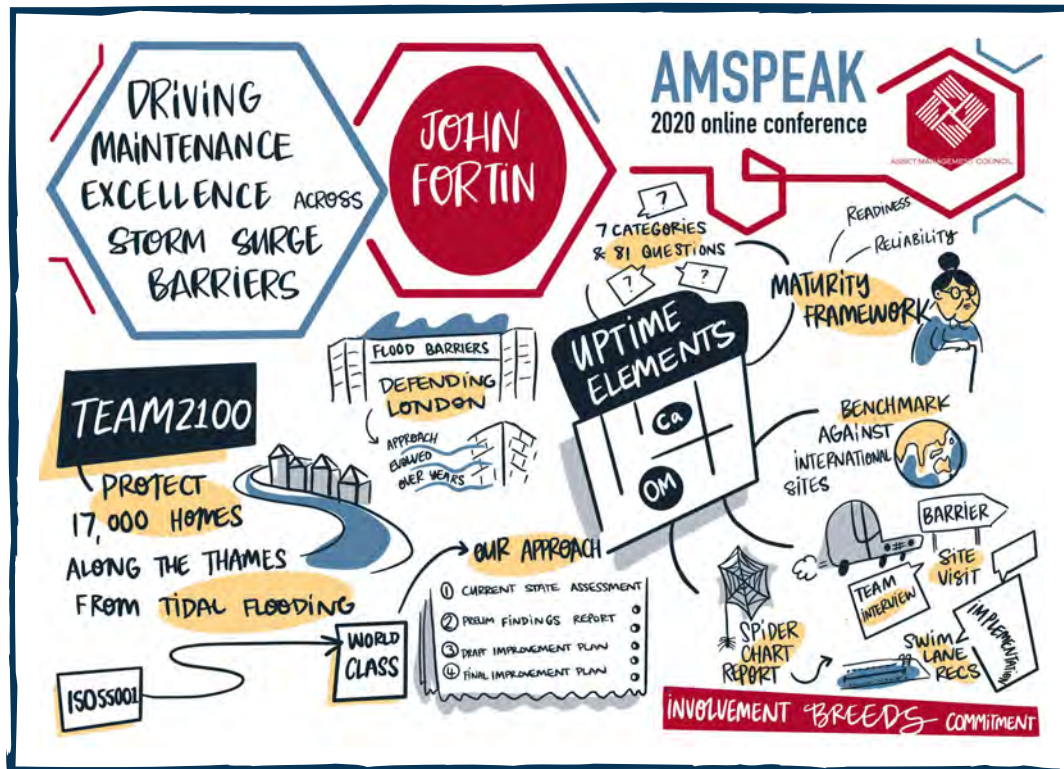 DRIVING
MAINTENANCE
EXCELLENCE ACROSS
STORM SURGE
BARRIERS
JOHN
FORTIN
AMSPEAK
2020 online conference
ASSET MANAGEMENT COUNCIL
?
7 CATEGORIES
& 81 QUESTIONS
?
?
READINESS
RELIABILITY
MATURITY
FRAMEWORK
UPTIME
ELEMENTS
Ca
OM
FLOOD BARRIERS
DEFENDING
LONDON
APPROACH
EVOLVED
OVER YEARS
TEAM2100
PROTECT
17,000 HOMES
ALONG THE THAMES
FROM TIDAL FLOODING
ISO55001
WORLD
CLASS
OUR APPROACH
1 CURRENT STATE ASSESSMENT
2 PRELIM FINDINGS REPORT
3 DRAFT IMPROVEMENT PLAN
4 FINAL IMPROVEMENT PLAN
BENCHMARK
AGAINST
INTERNATIONAL
SITES
BARRIER
SITE
VISIT
TEAM
INTERVIEW
SPIDER
CHART
REPORT
SWIM
LANE
RECS
IMPLEMENTATION
INVOLVEMENT BREEDS COMMITMENT